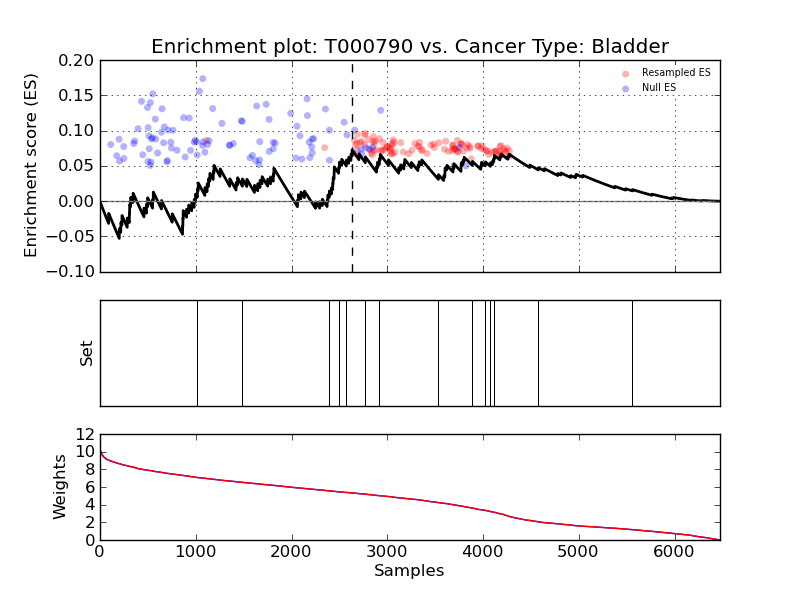 Enrichment plot: T000790 vs. Cancer Type: Bladder
0.20
0.15
0.10
0.05
0.00
−0.05
−0.10
Enrichment score (ES)
Resampled ES
Null ES
Set
12
10
8
6
4
2
0
Weights
0 1000 2000 3000 4000 5000 6000
Samples